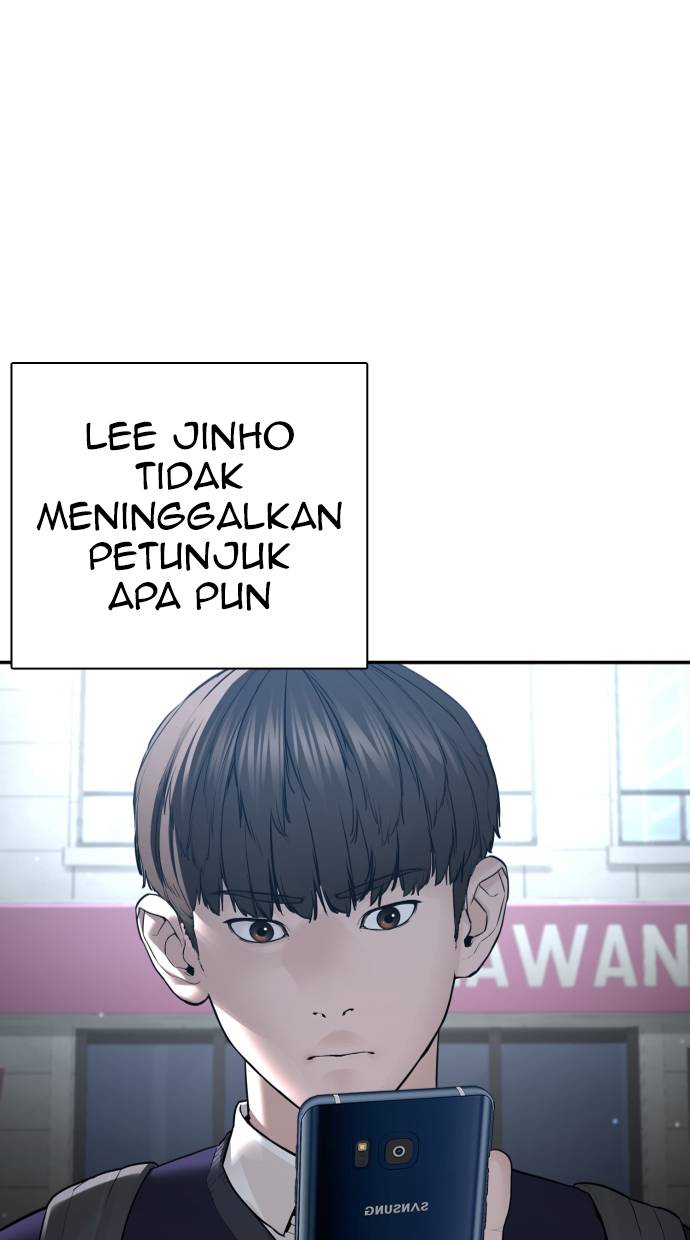 LEE JINHO
TIDAK
MENINGGALKAN
PETUNJUK
APA PUN
AWAN
SAMSUNG